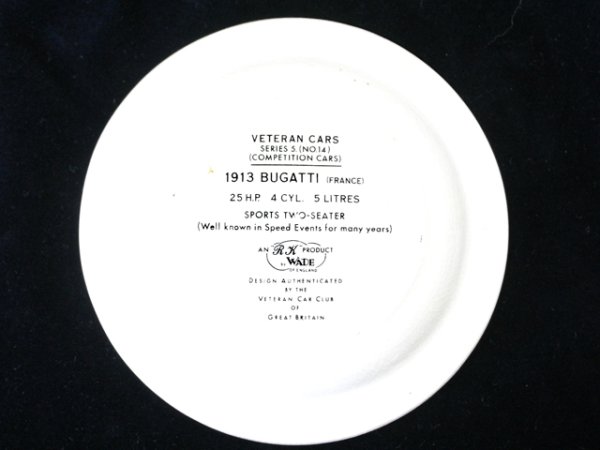 VETERAN CARS
SERIES 5. (NO.14)
(COMPETITION CARS)
1913 BUGATTI (FRANCE)
25 H.P. 4 CYL. 5 LITRES
SPORTS TWO-SEATER
(Well known in Speed Events for many years)
AN RK PRODUCT
BY WADE
OF ENGLAND
DESIGN AUTHENTICATED
BY THE
VETERAN CAR CLUB
OF
GREAT BRITAIN